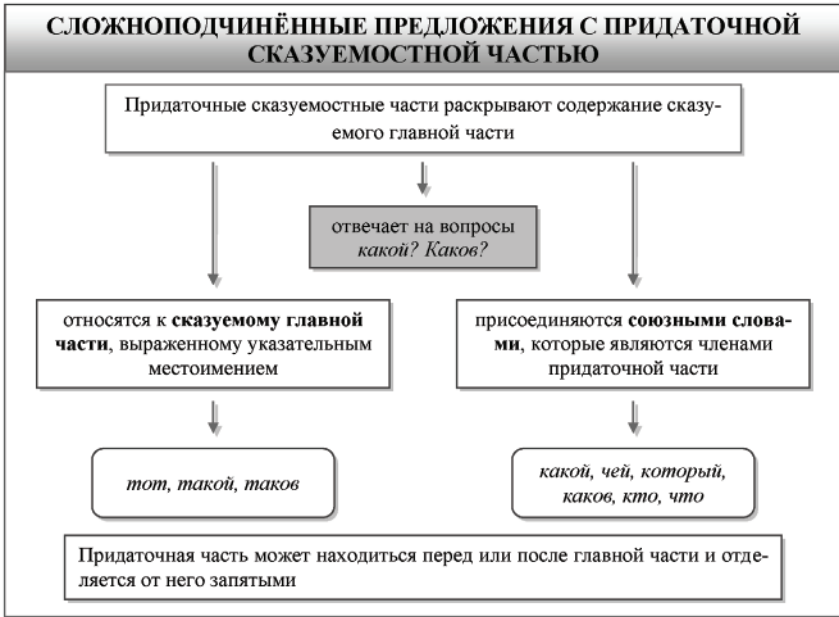 СЛОЖНОПОДЧИНЁННЫЕ ПРЕДЛОЖЕНИЯ С ПРИДАТОЧНОЙ
СКАЗУЕМОСТНОЙ ЧАСТЬЮ
Придаточные сказуемостные части раскрывают содержание сказу-
емого главной части
отвечает на вопросы
какой? Каков?
относятся к сказуемому главной
части, выраженному указательным
местоимением
присоединяются союзными слова-
ми, которые являются членами
придаточной части
тот, такой, таков
какой, чей, который,
каков, кто, что
Придаточная часть может находиться перед или после главной части и отде-
ляется от него запятыми